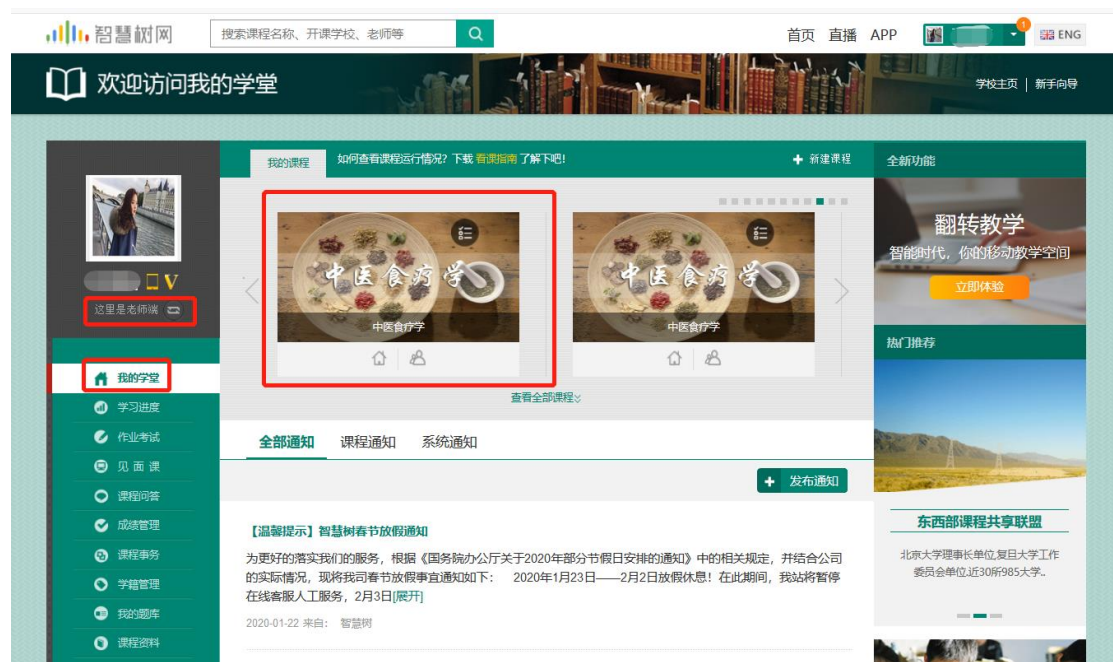 智慧树网
搜索课程名称、开课学校、老师等
首页 直播 APP
1
ENG
欢迎访问我的学堂
学校主页 | 新手向导
我的课程
如何查看课程运行情况？下载 看课指南 了解下吧!
+ 新建课程
全新功能
翻转教学
智能时代，你的移动教学空间
立即体验
V
这里是老师端
中医食疗学
中医食疗学
中医食疗学
中医食疗学
热门推荐
我的学堂
学习进度
作业考试
见面课
课程问答
成绩管理
课程事务
学籍管理
我的题库
课程资料
查看全部课程
全部通知 课程通知 系统通知
+ 发布通知
【温馨提示】智慧树春节放假通知
为更好的落实我们的服务，根据《国务院办公厅关于2020年部分节假日安排的通知》中的相关规定，并结合公司
的实际情况，现将我司春节放假事宜通知如下： 2020年1月23日——2月2日放假休息！在此期间，我站将暂停
在线客服人工服务，2月3日[展开]
2020-01-22 来自： 智慧树
东西部课程共享联盟
北京大学理事长单位,复旦大学工作
委员会单位,近30所985大学..